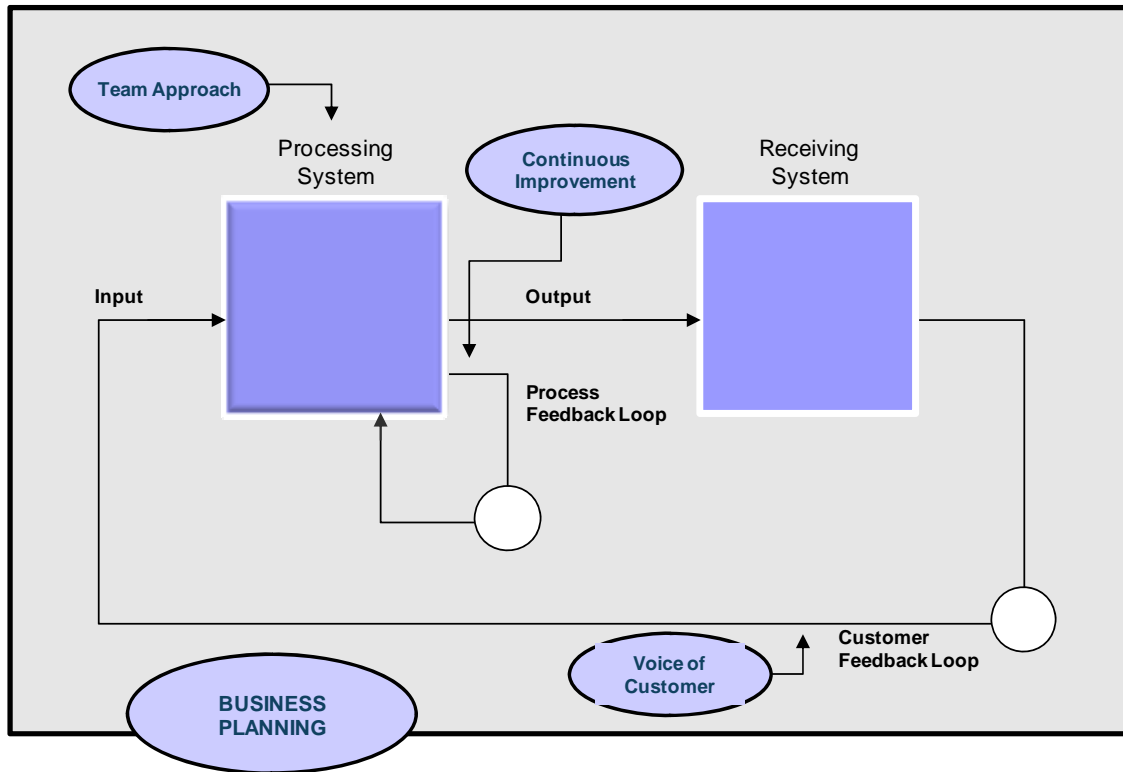 Team Approach
Processing
System
Continuous
Improvement
Receiving
System
Input
Output
Process
Feedback Loop
Customer
Feedback Loop
Voice of
Customer
BUSINESS
PLANNING